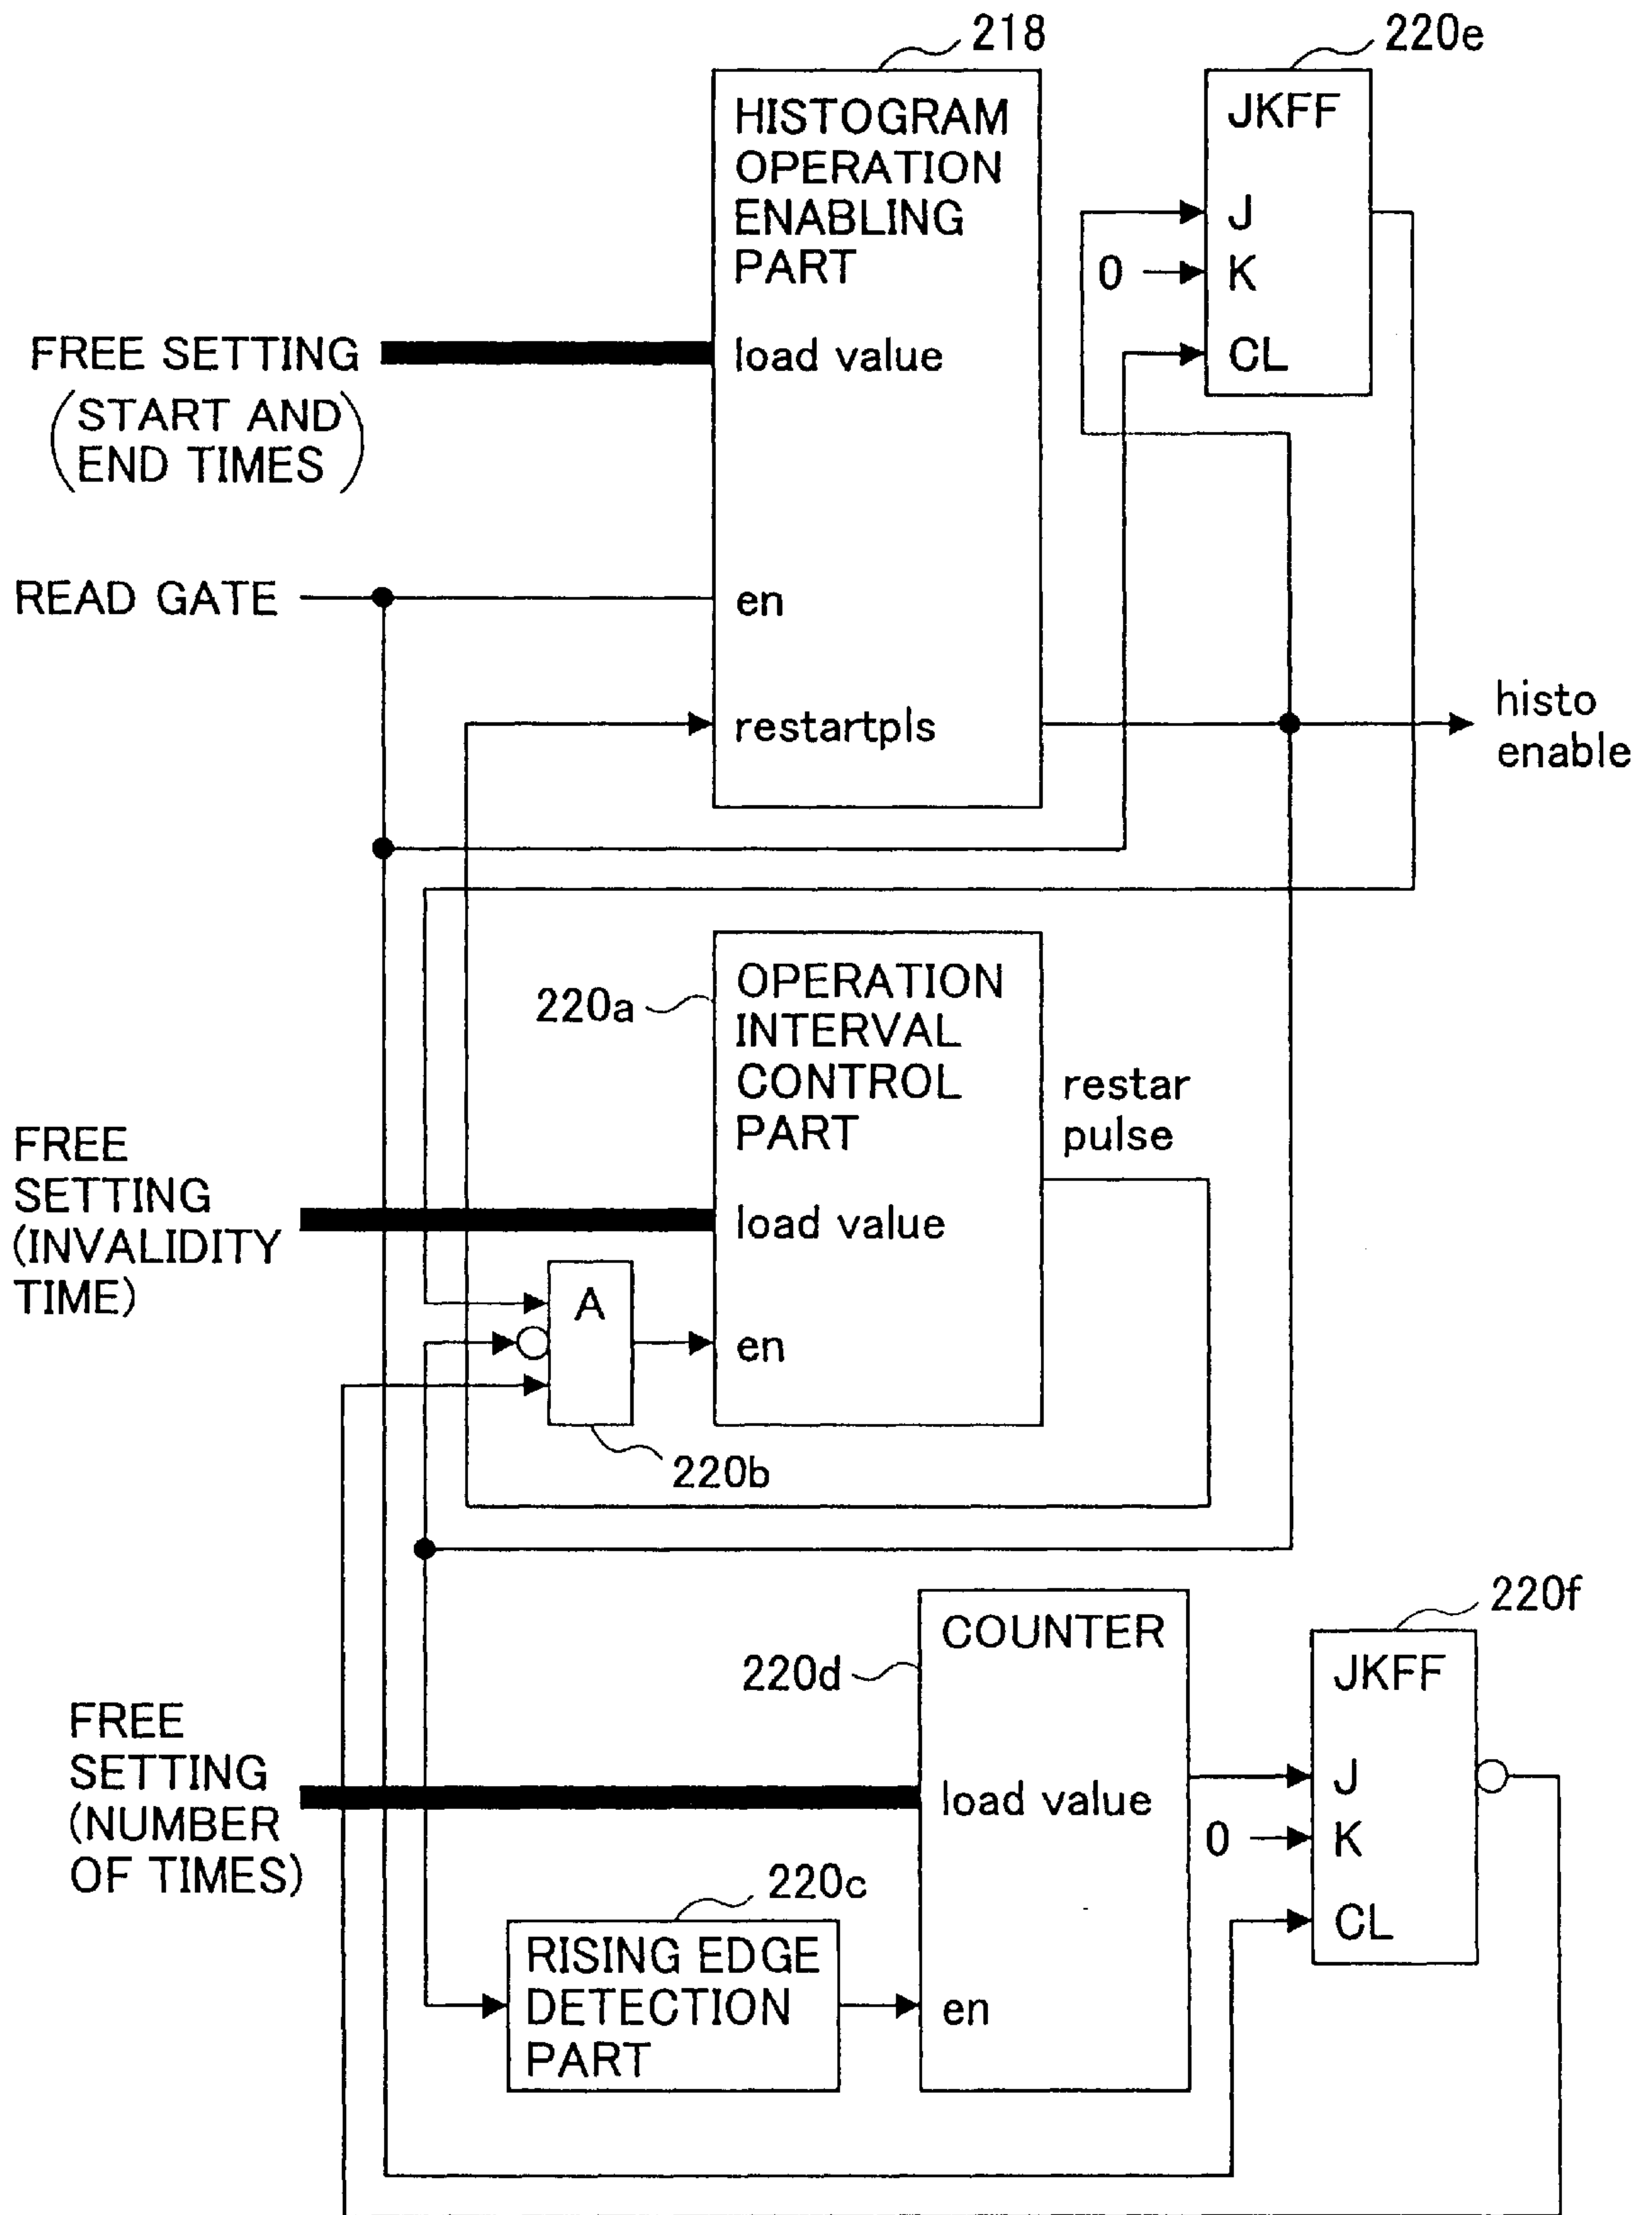 218
220e
HISTOGRAM
OPERATION
ENABLING
PART
load value
en
restartpls
JKFF
J
0
K
CL
FREE SETTING
(START AND
END TIMES)
READ GATE
histo
enable
220a
OPERATION
INTERVAL
CONTROL
PART
load value
en
restar
pulse
FREE
SETTING
(INVALIDITY
TIME)
A
220b
220f
COUNTER
220d
load value
en
JKFF
J
0
K
CL
FREE
SETTING
(NUMBER
OF TIMES)
220c
RISING EDGE
DETECTION
PART